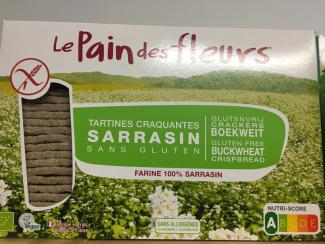 Le Pain des fleurs
TARTINES CRAQUANTES
SARRASIN
SANS GLUTEN
GLUTENVRIJ
CRACKERS
BOEKWEIT
GLUTEN FREE
BUCKWHEAT
CRISPBREAD
FARINE 100% SARRASIN
SANS ALLERGÈNES
NUTRI-SCORE
A B C D E